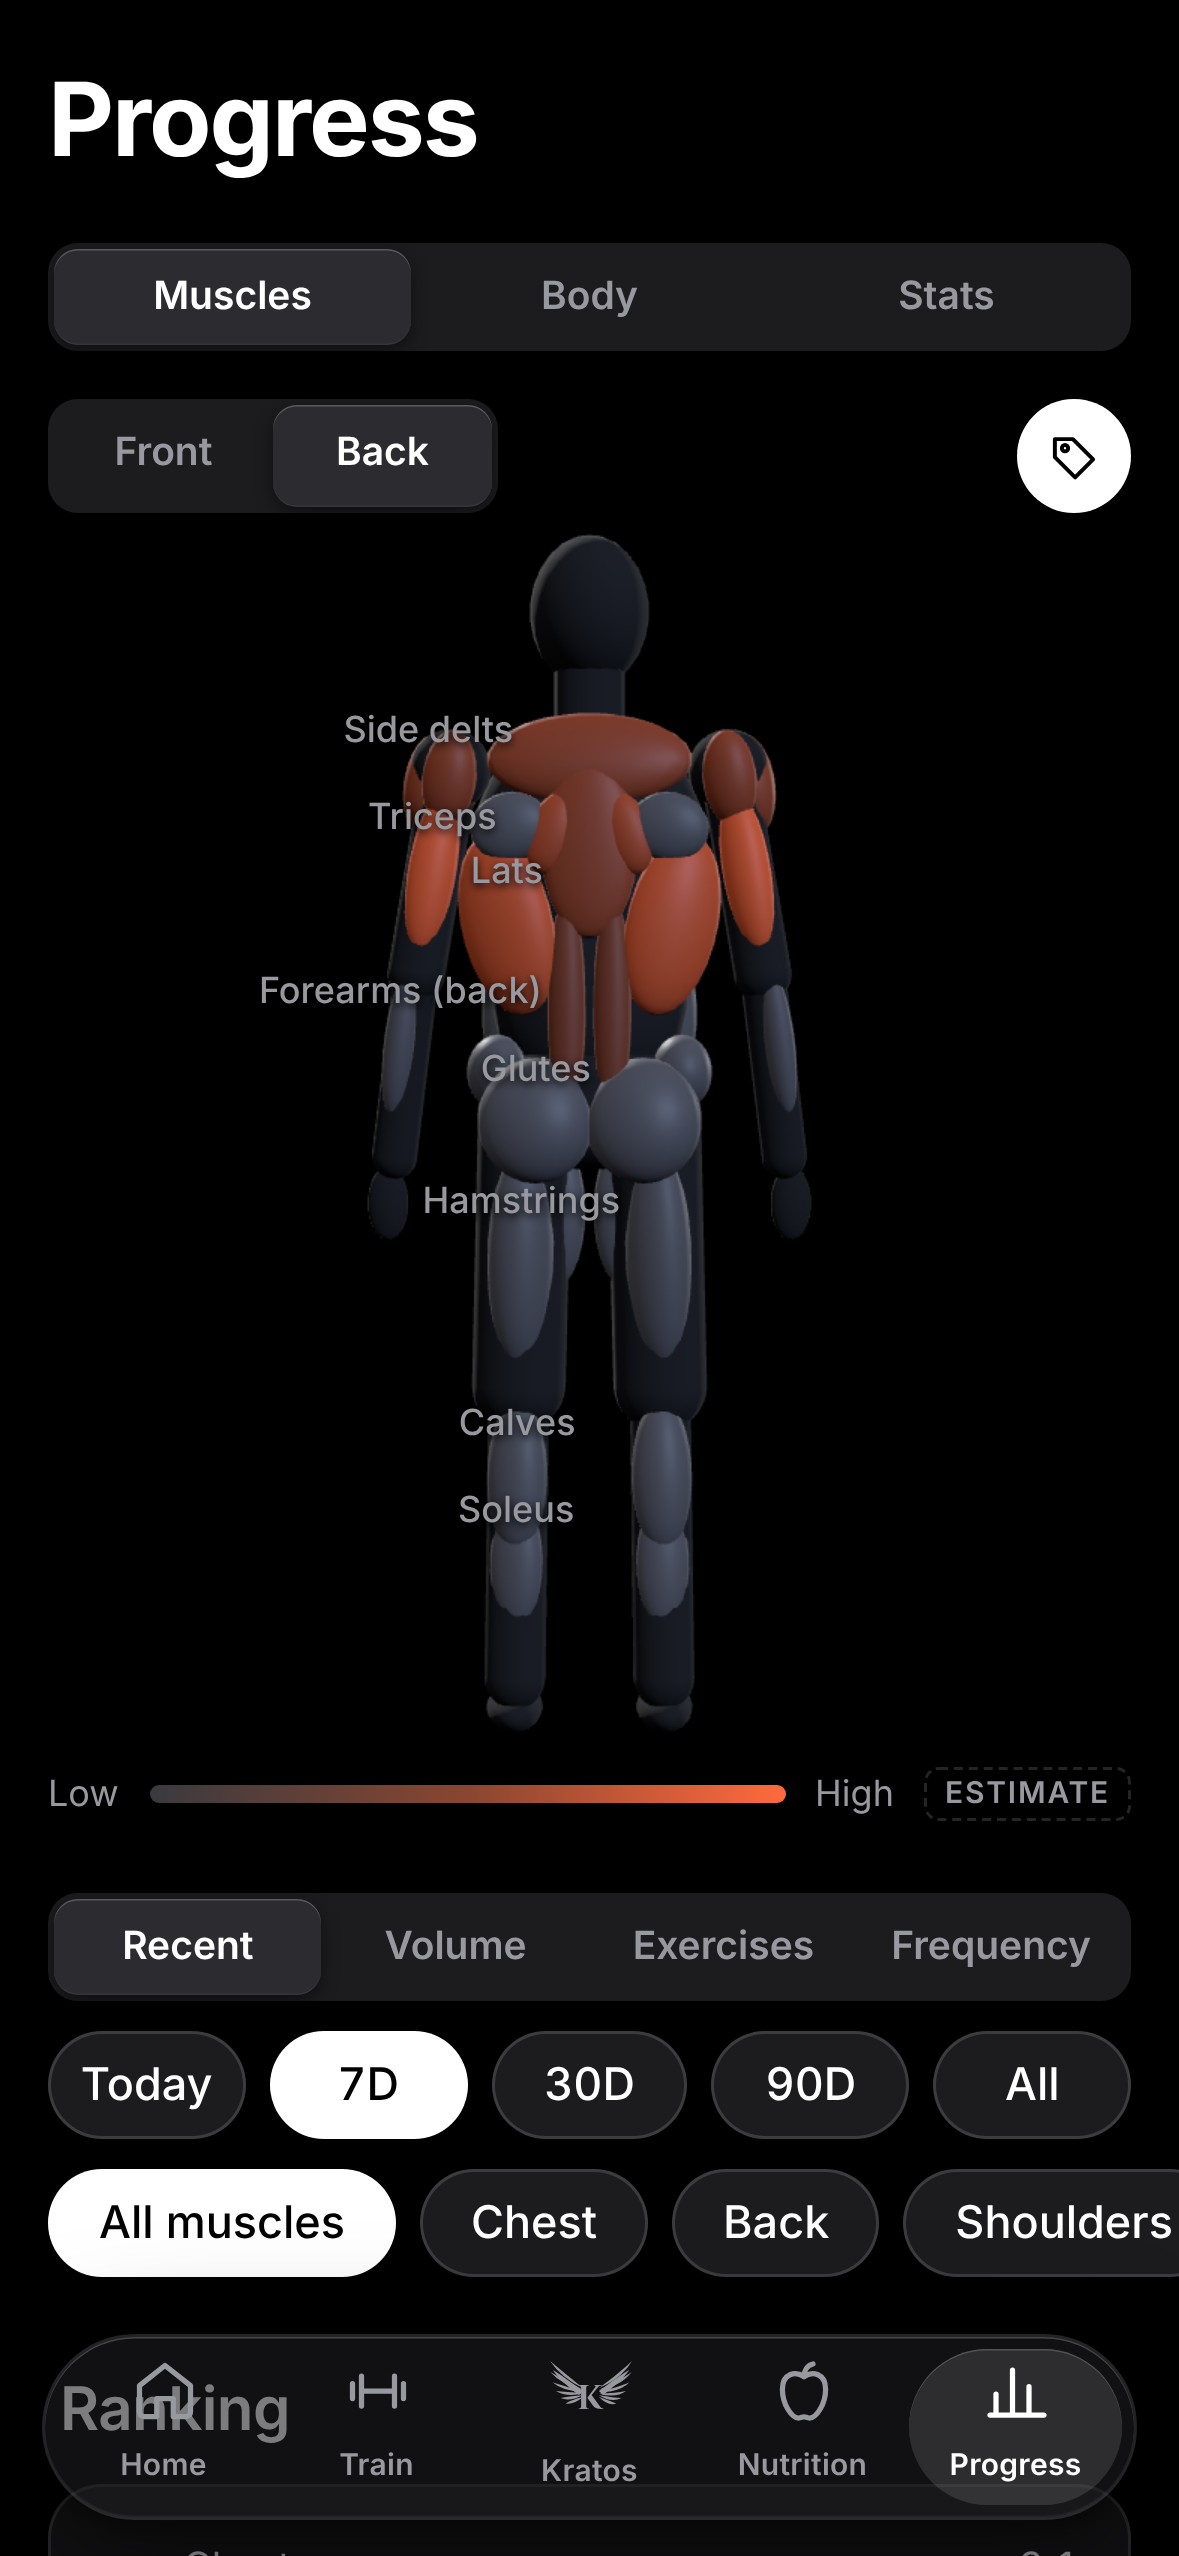 Progress
Muscles Body Stats
Front Back
Side delts
Triceps
Lats
Forearms (back)
Glutes
Hamstrings
Calves
Soleus
Low High ESTIMATE
Recent Volume Exercises Frequency
Today 7D 30D 90D All
All muscles Chest Back Shoulders
Ranking
K
Home Train Kratos Nutrition Progress